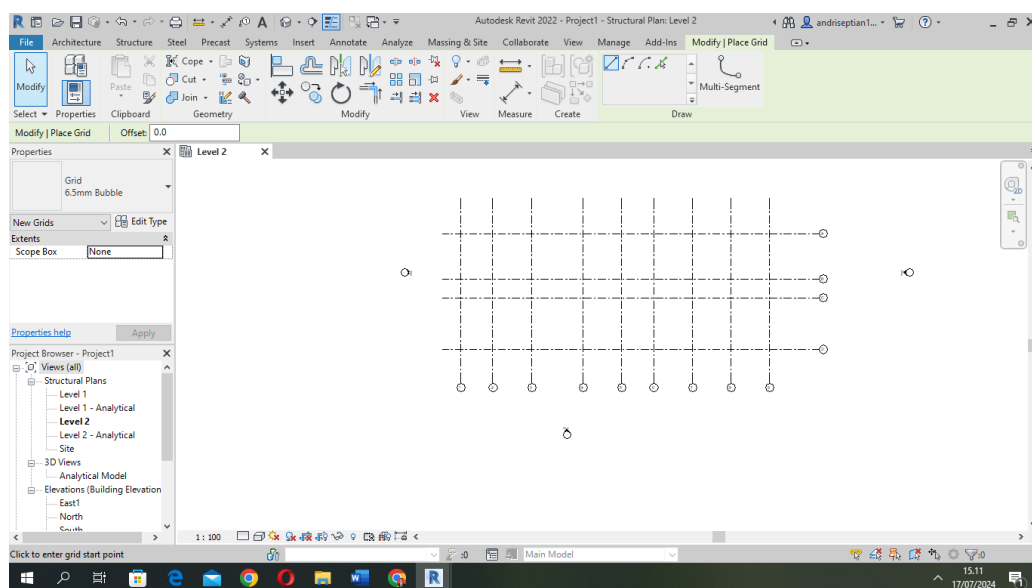 R A Autodesk Revit 2022 - Project1 - Structural Plan: Level 2 andriseptian1...
File Architecture Structure Steel Precast Systems Insert Annotate Analyze Massing & Site Collaborate View Manage Add-Ins Modify | Place Grid
Modify Paste Cope Cut Join Multi-Segment
Select Properties Clipboard Geometry Modify View Measure Create Draw
Modify | Place Grid Offset: 0.0
Properties X Level 2 X
Grid
6.5mm Bubble
New Grids Edit Type
Extents
Scope Box None
Properties help Apply
Project Browser - Project1 X
Views (all)
Structural Plans
Level 1
Level 1 - Analytical
Level 2
Level 2 - Analytical
Site
3D Views
Analytical Model
Elevations (Building Elevation
East1
North
South
1 : 100
Click to enter grid start point :0 Main Model :0
15.11
17/07/2024